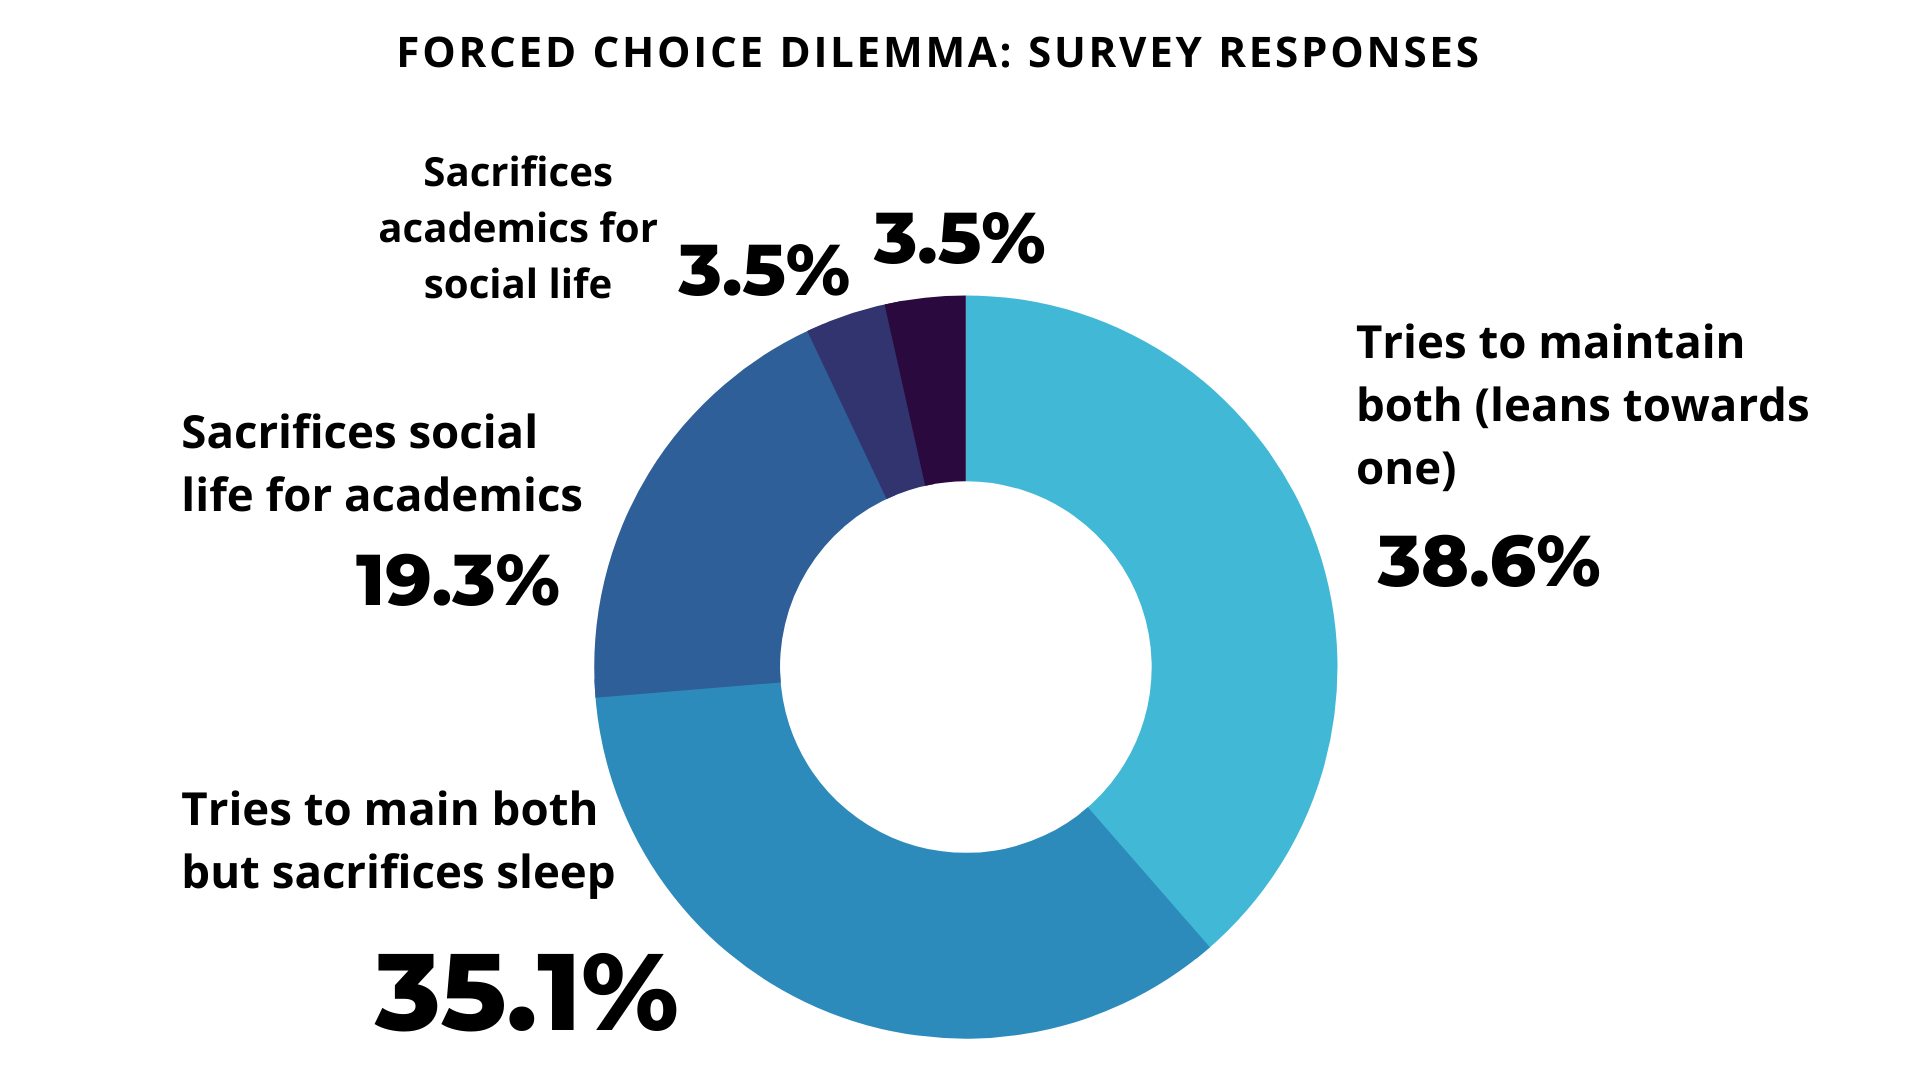 FORCED CHOICE DILEMMA: SURVEY RESPONSES
Sacrifices
academics for
social life
3.5%
3.5%
Tries to maintain
both (leans towards
one)
38.6%
Sacrifices social
life for academics
19.3%
Tries to main both
but sacrifices sleep
35.1%